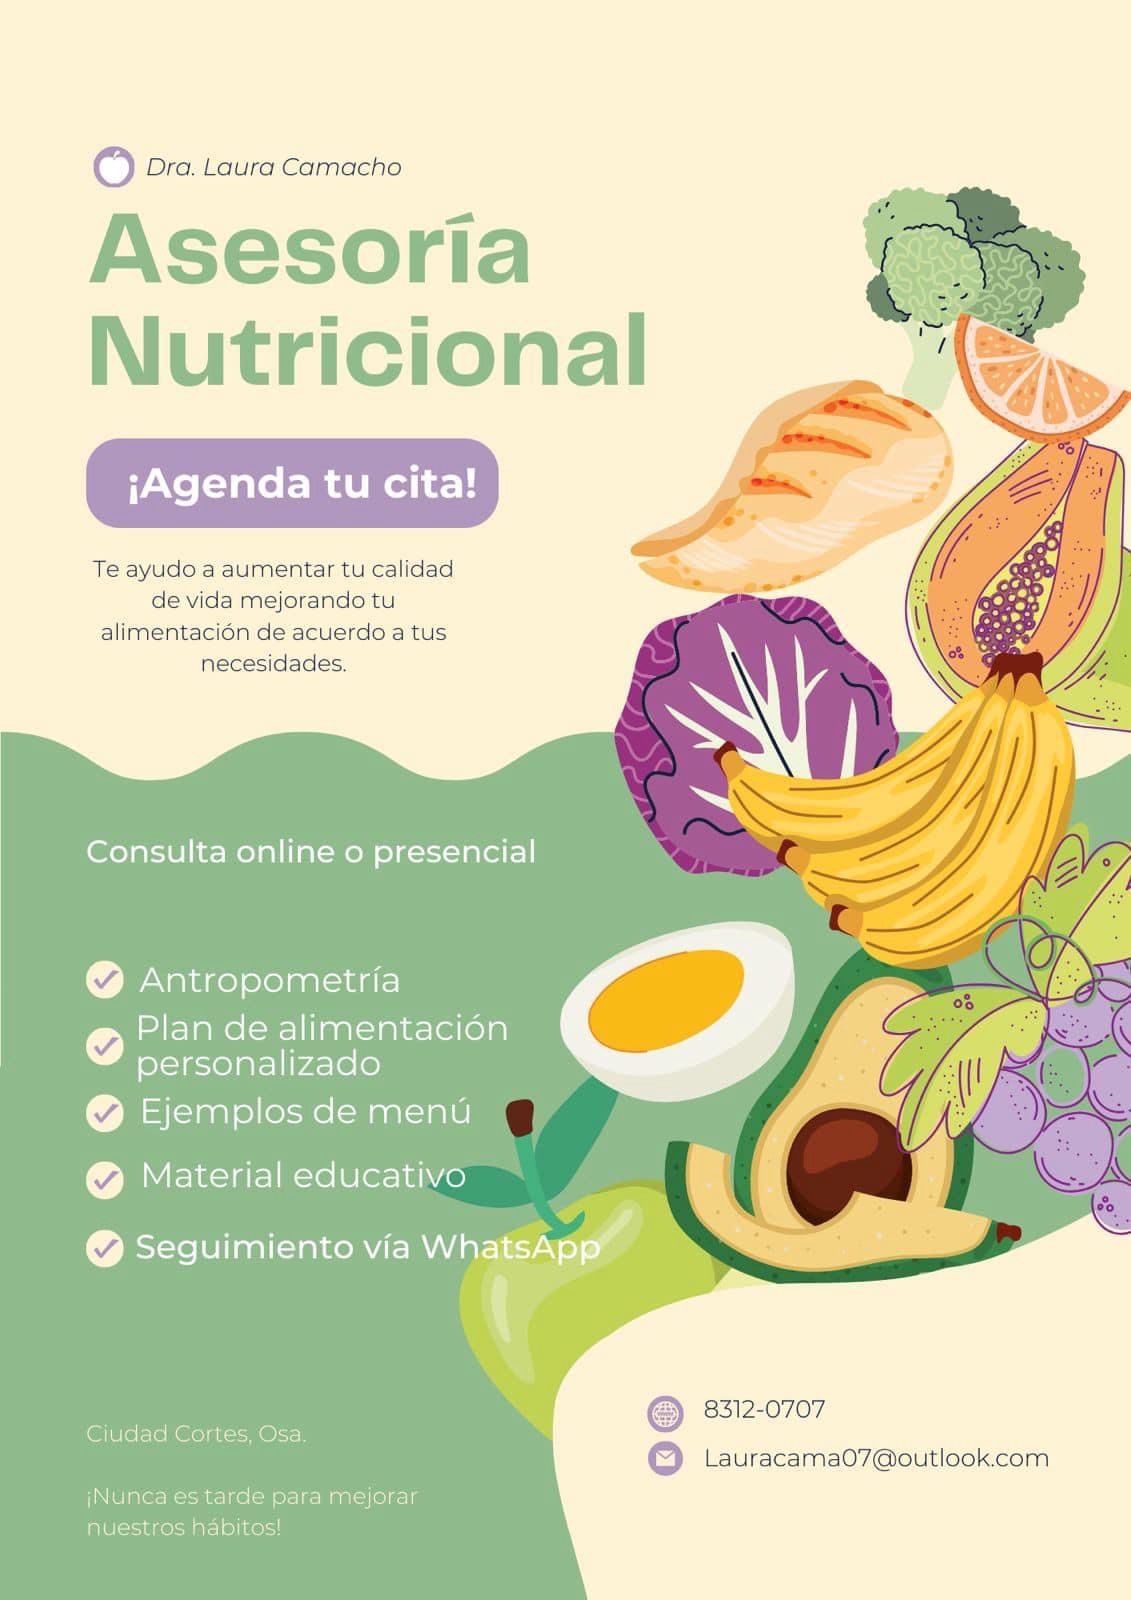 Dra. Laura Camacho
Asesoría
Nutricional
¡Agenda tu cita!
Te ayudo a aumentar tu calidad
de vida mejorando tu
alimentación de acuerdo a tus
necesidades.
Consulta online o presencial
Antropometría
Plan de alimentación
personalizado
Ejemplos de menú
Material educativo
Seguimiento vía WhatsApp
8312-0707
Lauracama07@outlook.com
Ciudad Cortes, Osa.
¡Nunca es tarde para mejorar
nuestros hábitos!